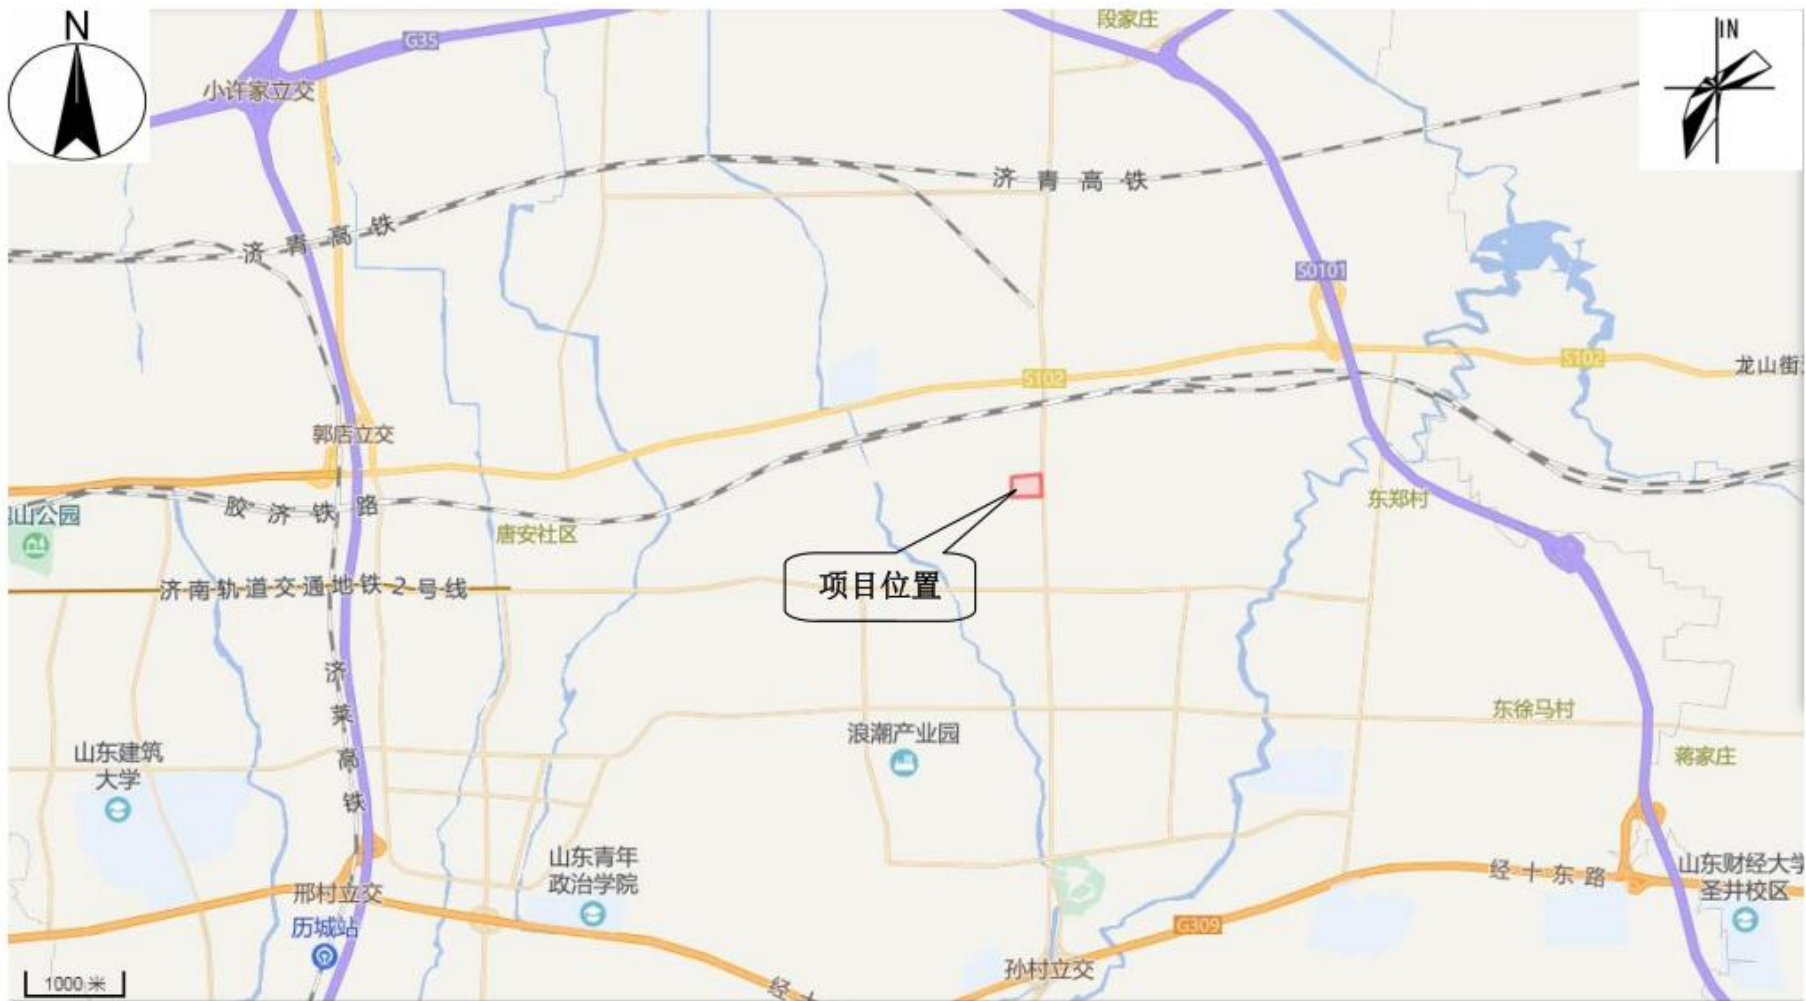 N
G35
段家庄
IN
小许家立交
济青高铁
济青高铁
S0101
S102
S102
龙山街
郭店立交
胶济铁路
山公园
唐安社区
东郑村
项目位置
济南轨道交通地铁2号线
济莱高铁
东徐马村
浪潮产业园
蒋家庄
山东建筑
大学
山东青年
政治学院
经十东路
山东财经大学
圣井校区
邢村立交
历城站
G309
孙村立交
1000米
经十